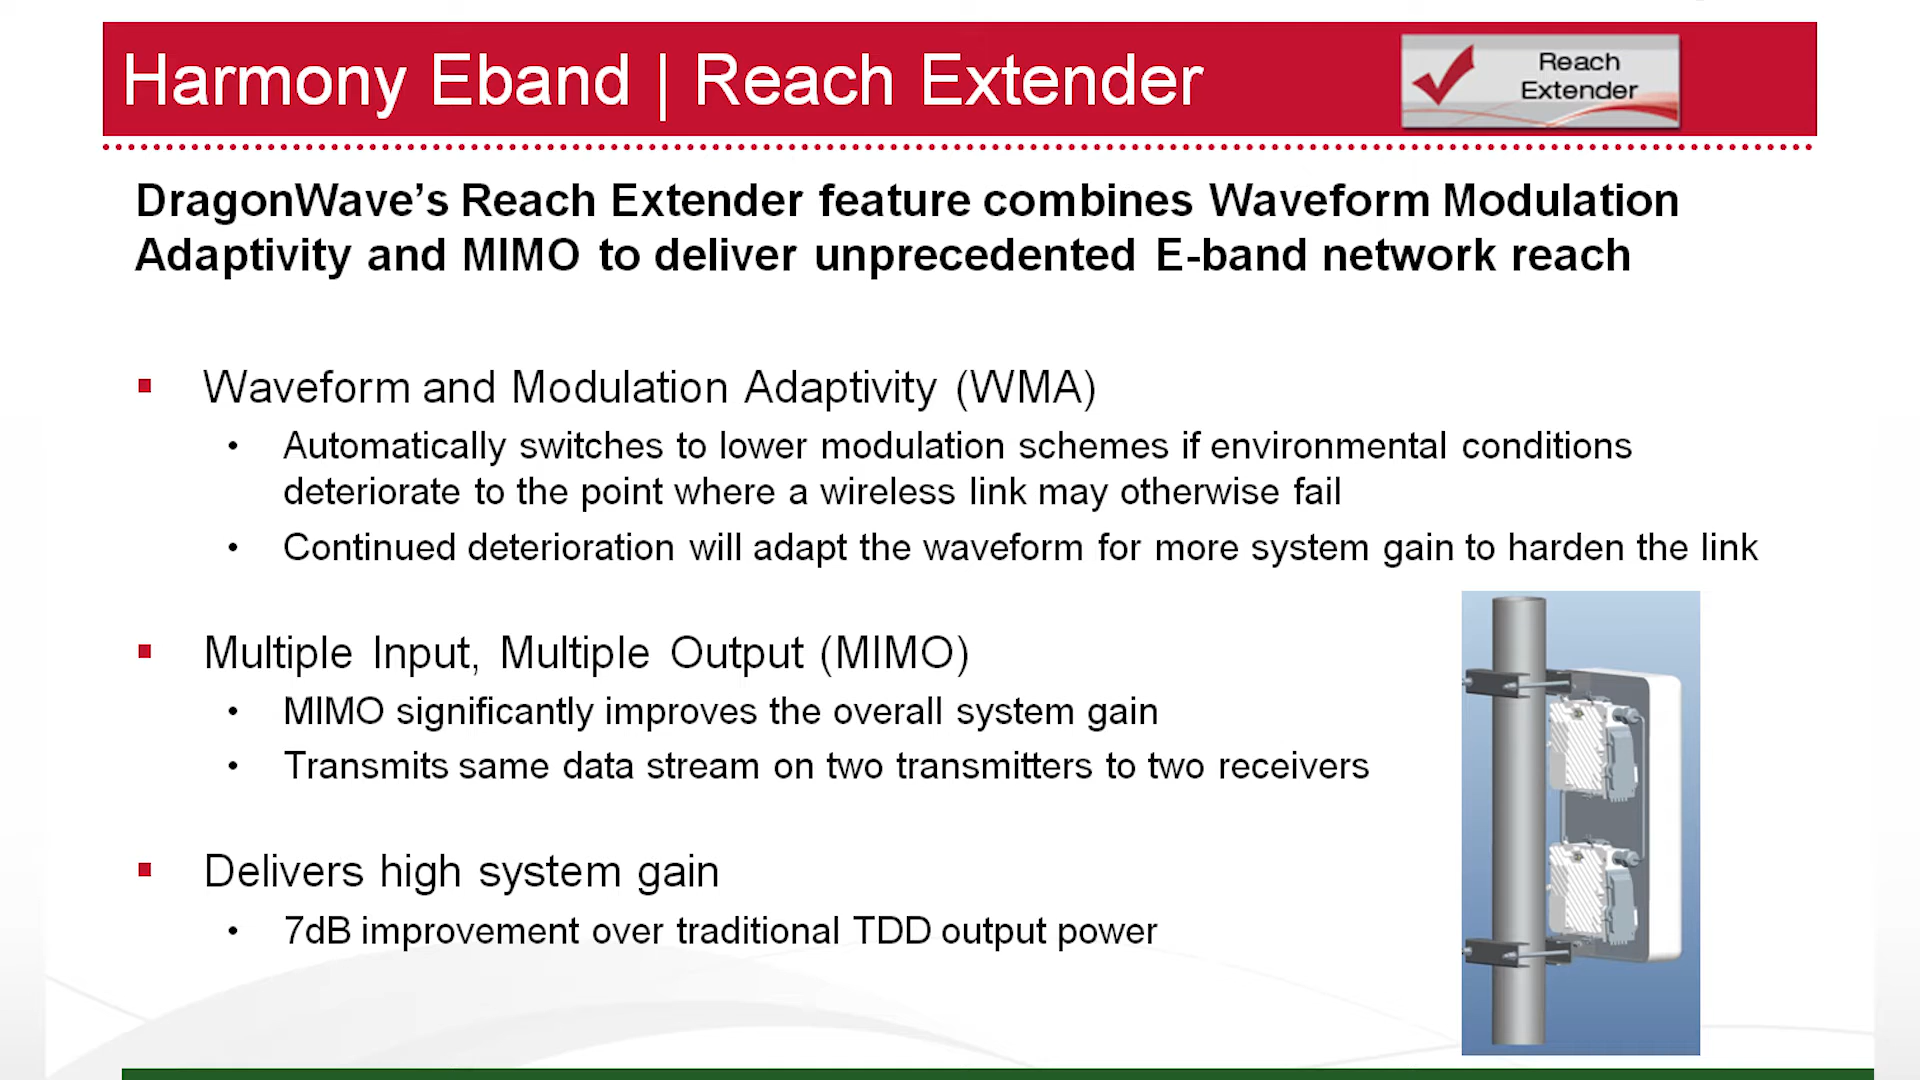 Harmony Eband | Reach Extender
Reach
Extender
DragonWave’s Reach Extender feature combines Waveform Modulation
Adaptivity and MIMO to deliver unprecedented E-band network reach
▪ Waveform and Modulation Adaptivity (WMA)
• Automatically switches to lower modulation schemes if environmental conditions
deteriorate to the point where a wireless link may otherwise fail
• Continued deterioration will adapt the waveform for more system gain to harden the link
▪ Multiple Input, Multiple Output (MIMO)
• MIMO significantly improves the overall system gain
• Transmits same data stream on two transmitters to two receivers
▪ Delivers high system gain
• 7dB improvement over traditional TDD output power